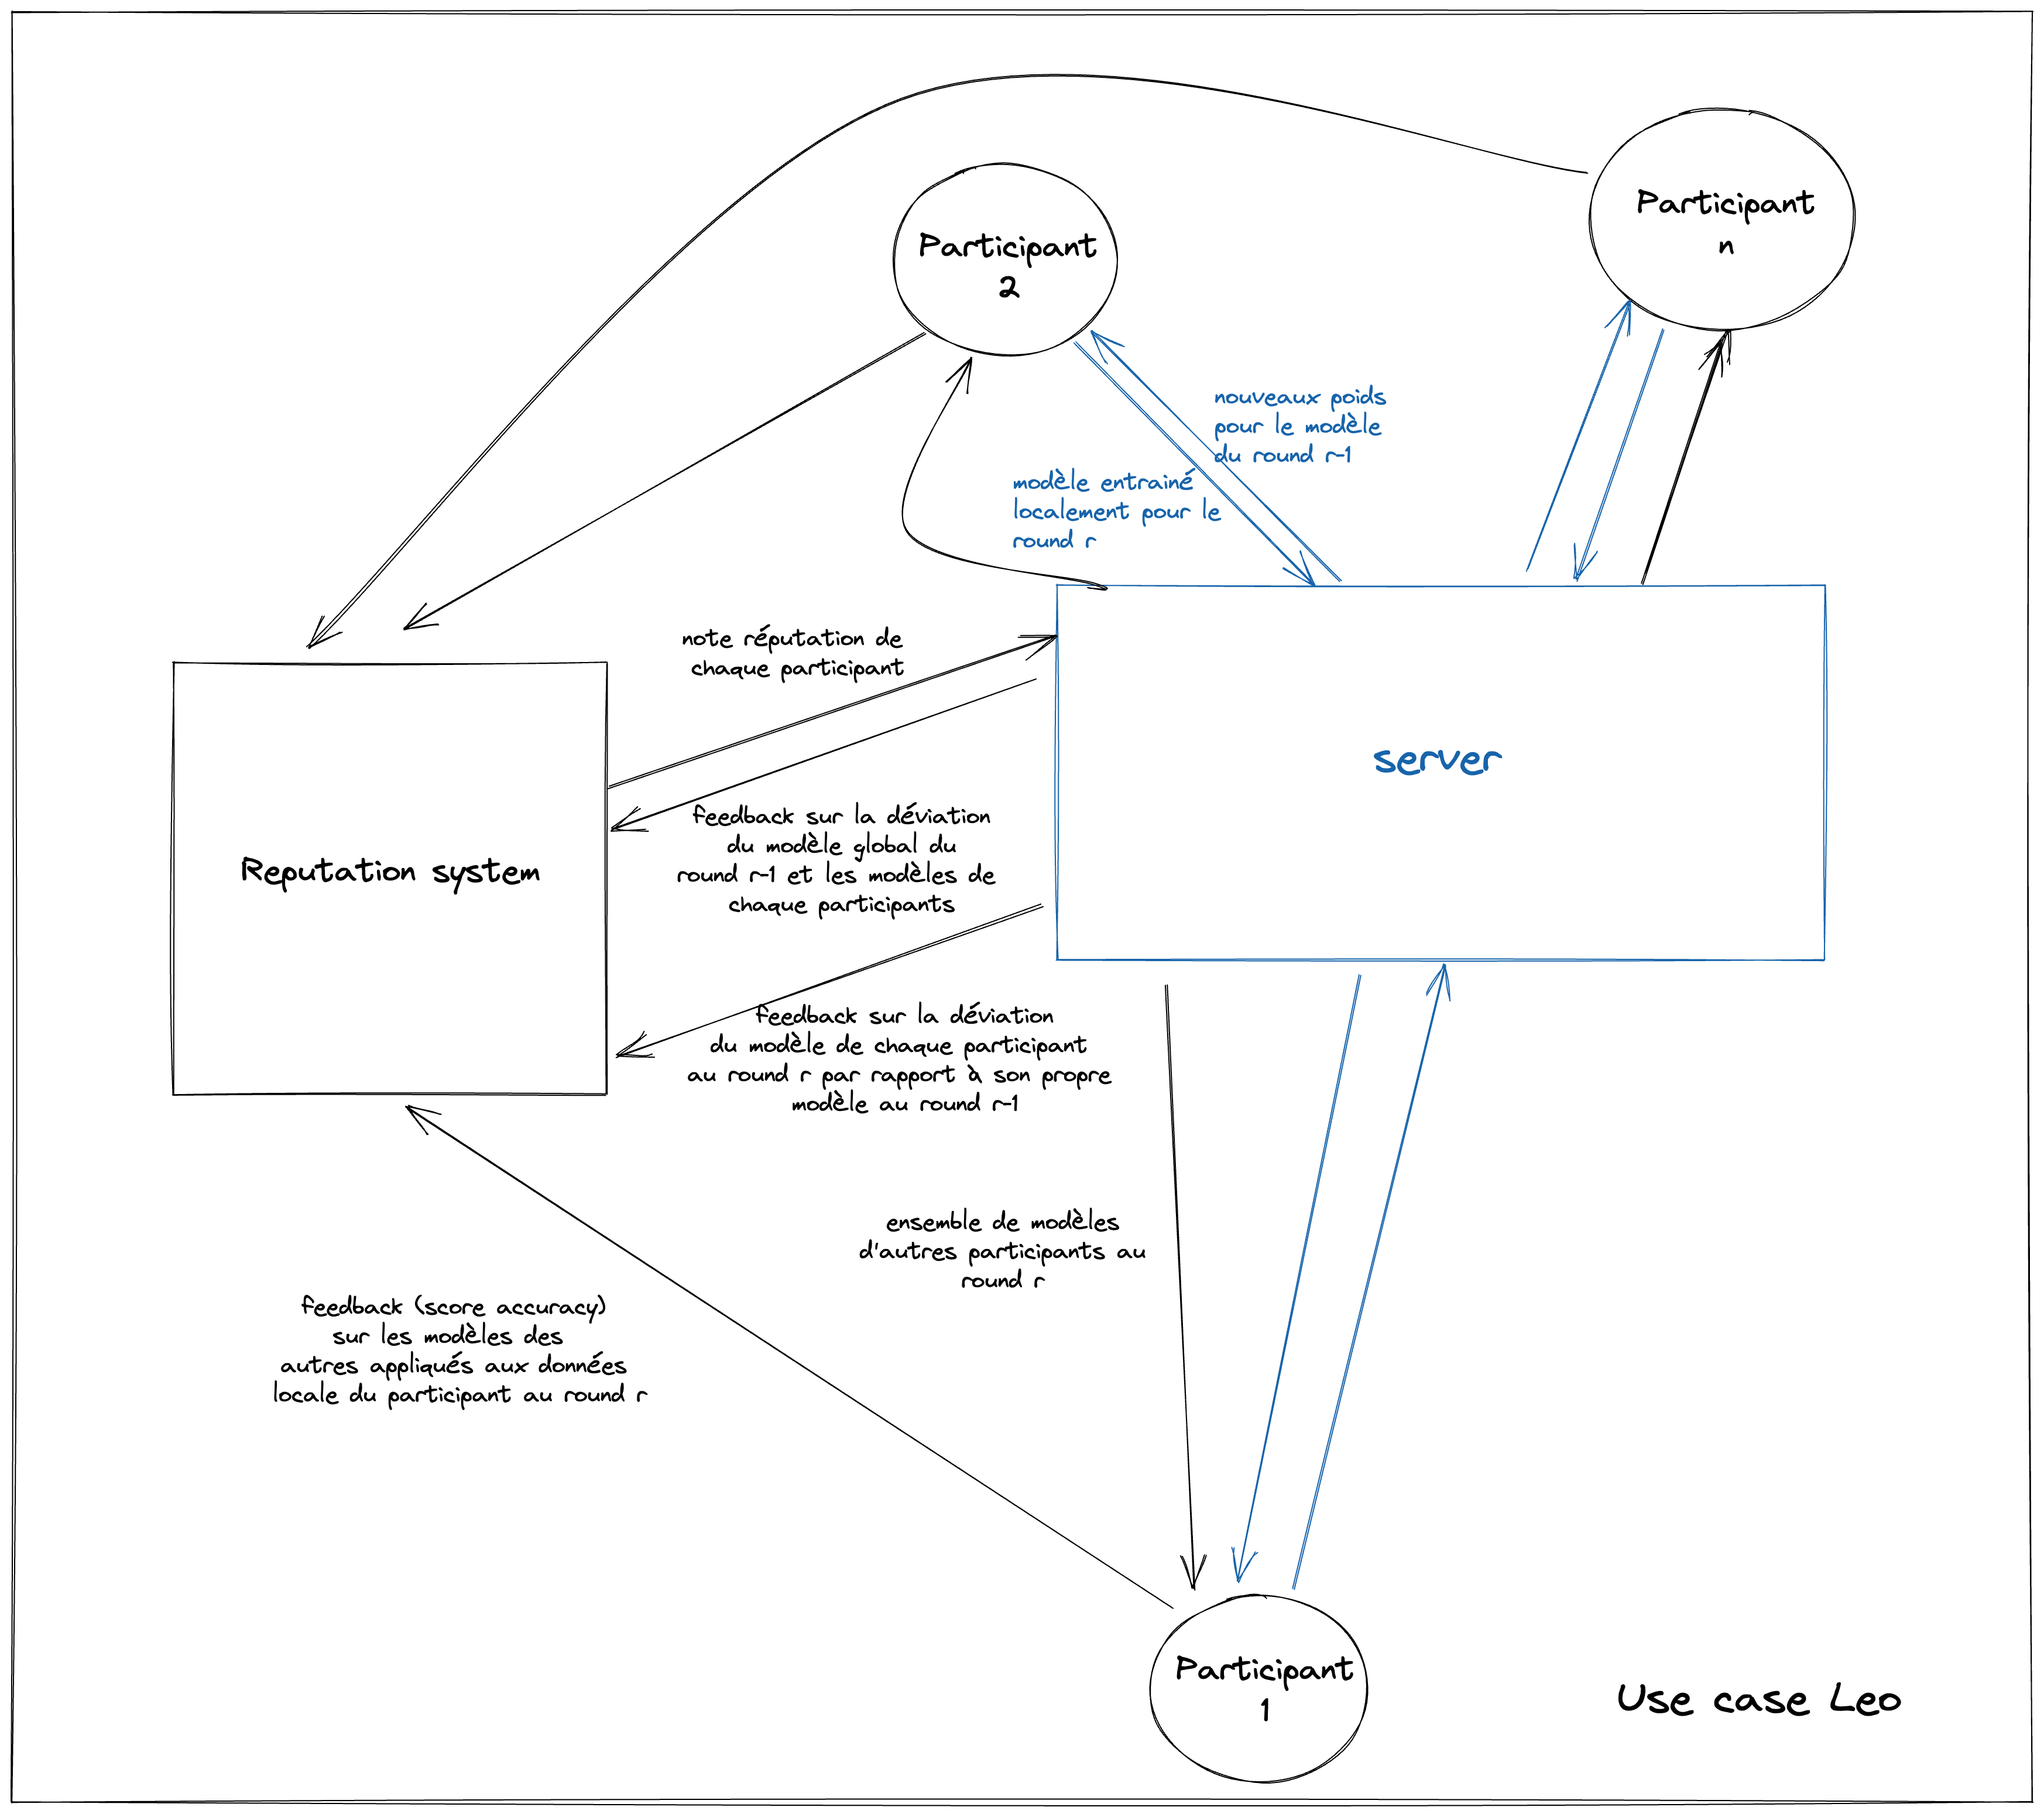 Participant
n
Participant
2
nouveaux poids
pour le modèle
du round r-1
modèle entrainé
localement pour le
round r
note réputation de
chaque participant
server
feedback sur la déviation
du modèle global du
round r-1 et les modèles de
chaque participants
Reputation system
feedback sur la déviation
du modèle de chaque participant
au round r par rapport à son propre
modèle au round r-1
ensemble de modèles
d'autres participants au
round r
feedback (score accuracy)
sur les modèles des
autres appliqués aux données
locale du participant au round r
Participant
1
Use case Leo